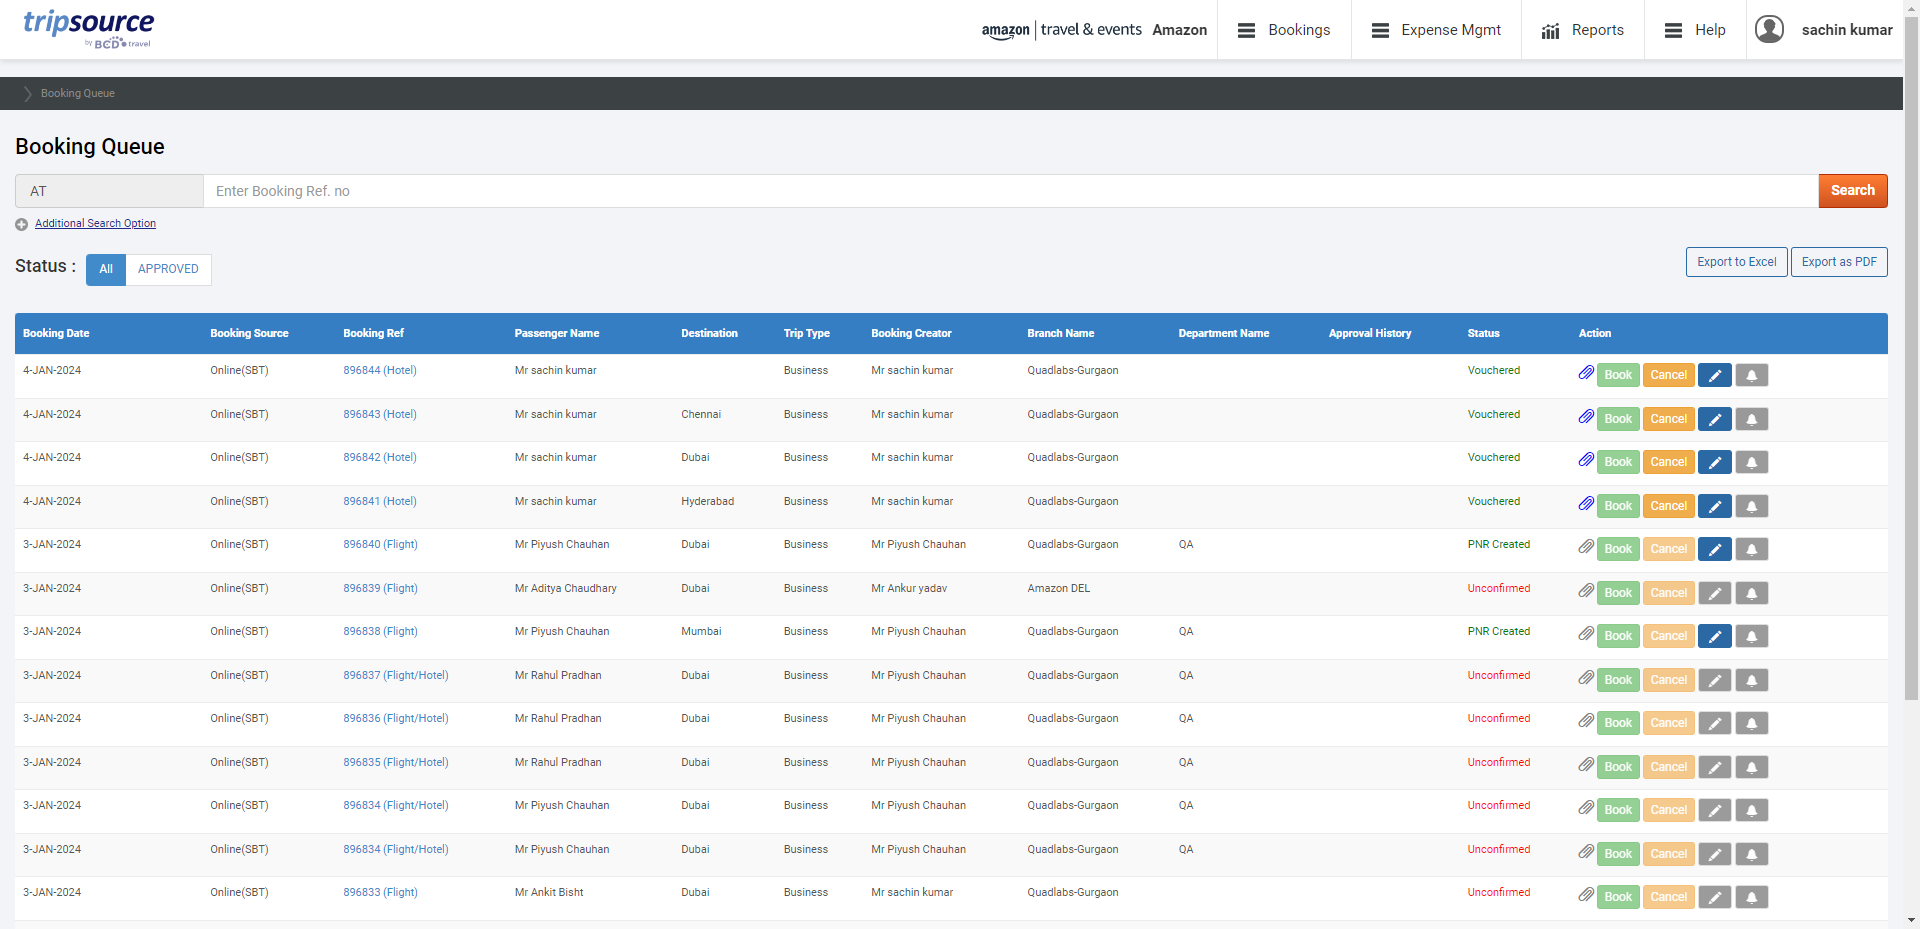 tripsource
by BCD travel
amazon travel & events Amazon Bookings Expense Mgmt Reports Help sachin kumar
Booking Queue
Booking Queue
AT Enter Booking Ref. no Search
Additional Search Option
Status : All APPROVED Export to Excel Export as PDF
Booking Date Booking Source Booking Ref Passenger Name Destination Trip Type Booking Creator Branch Name Department Name Approval History Status Action
4-JAN-2024 Online(SBT) 896844 (Hotel) Mr sachin kumar Business Mr sachin kumar Quadlabs-Gurgaon Vouchered Book Cancel
4-JAN-2024 Online(SBT) 896843 (Hotel) Mr sachin kumar Chennai Business Mr sachin kumar Quadlabs-Gurgaon Vouchered Book Cancel
4-JAN-2024 Online(SBT) 896842 (Hotel) Mr sachin kumar Dubai Business Mr sachin kumar Quadlabs-Gurgaon Vouchered Book Cancel
4-JAN-2024 Online(SBT) 896841 (Hotel) Mr sachin kumar Hyderabad Business Mr sachin kumar Quadlabs-Gurgaon Vouchered Book Cancel
3-JAN-2024 Online(SBT) 896840 (Flight) Mr Piyush Chauhan Dubai Business Mr Piyush Chauhan Quadlabs-Gurgaon QA PNR Created Book Cancel
3-JAN-2024 Online(SBT) 896839 (Flight) Mr Aditya Chaudhary Dubai Business Mr Ankur yadav Amazon DEL Unconfirmed Book Cancel
3-JAN-2024 Online(SBT) 896838 (Flight) Mr Piyush Chauhan Mumbai Business Mr Piyush Chauhan Quadlabs-Gurgaon QA PNR Created Book Cancel
3-JAN-2024 Online(SBT) 896837 (Flight/Hotel) Mr Rahul Pradhan Dubai Business Mr Piyush Chauhan Quadlabs-Gurgaon QA Unconfirmed Book Cancel
3-JAN-2024 Online(SBT) 896836 (Flight/Hotel) Mr Rahul Pradhan Dubai Business Mr Piyush Chauhan Quadlabs-Gurgaon QA Unconfirmed Book Cancel
3-JAN-2024 Online(SBT) 896835 (Flight/Hotel) Mr Rahul Pradhan Dubai Business Mr Piyush Chauhan Quadlabs-Gurgaon QA Unconfirmed Book Cancel
3-JAN-2024 Online(SBT) 896834 (Flight/Hotel) Mr Piyush Chauhan Dubai Business Mr Piyush Chauhan Quadlabs-Gurgaon QA Unconfirmed Book Cancel
3-JAN-2024 Online(SBT) 896834 (Flight/Hotel) Mr Piyush Chauhan Dubai Business Mr Piyush Chauhan Quadlabs-Gurgaon QA Unconfirmed Book Cancel
3-JAN-2024 Online(SBT) 896833 (Flight) Mr Ankit Bisht Dubai Business Mr sachin kumar Quadlabs-Gurgaon Unconfirmed Book Cancel